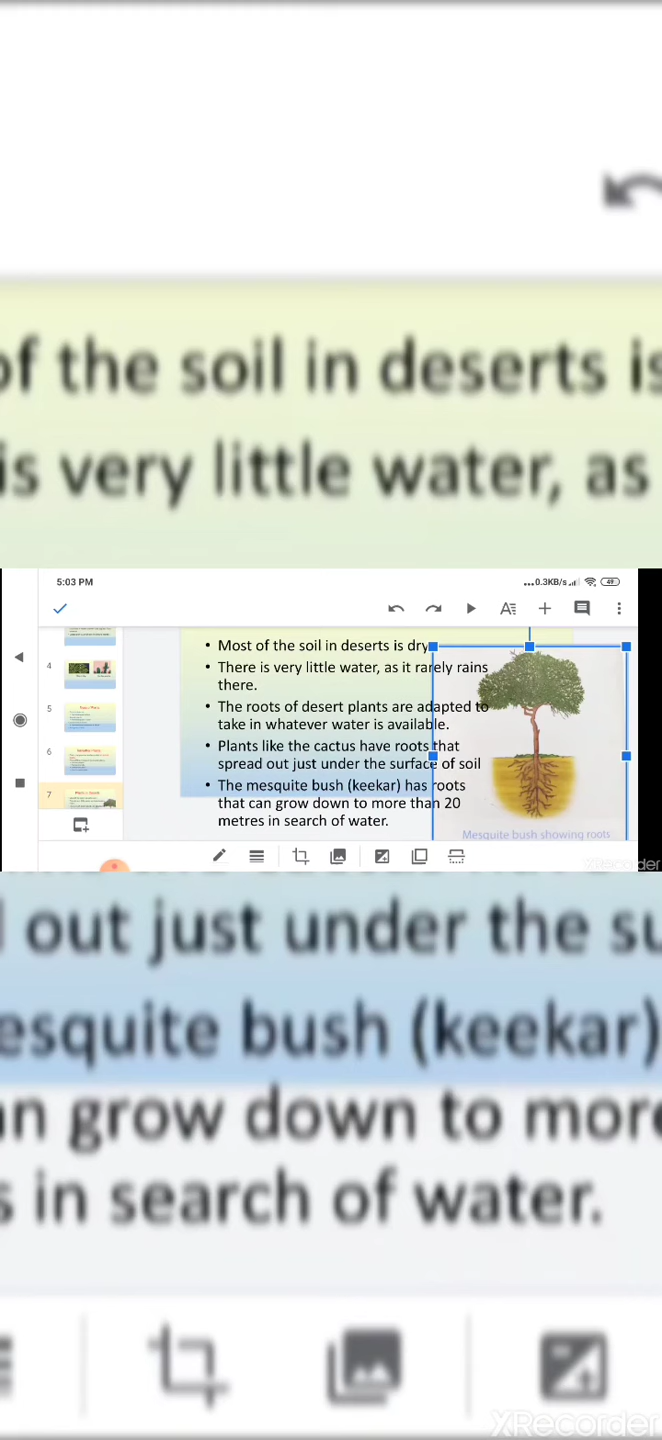 of the soil in deserts is
is very little water, as
5:03 PM
...0.3KB/s
49
• Most of the soil in deserts is dry
• There is very little water, as it rarely rains
there.
• The roots of desert plants are adapted to
take in whatever water is available.
• Plants like the cactus have roots that
spread out just under the surface of soil
• The mesquite bush (keekar) has roots
that can grow down to more than 20
metres in search of water.
Mesquite bush showing roots
4
5
6
7
XRecorder
out just under the su
esquite bush (keekar)
an grow down to more
s in search of water.
XRecorder